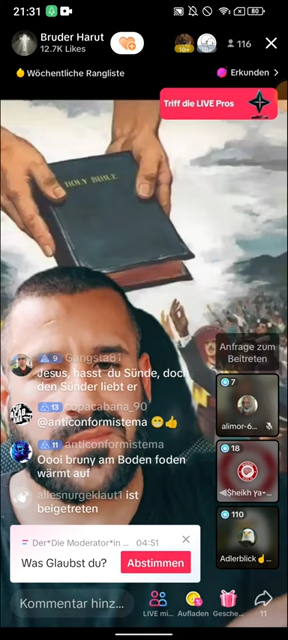 21:31
80
Bruder Harut
12.7K Likes
10+
116
Wöchentliche Rangliste
Erkunden
Triff die LIVE Pros
HOLY BIBLE
9 Gangsta81
Jesus, hasst du Sünde, doch
den Sünder liebt er
13 copacabana_90
@anticonformistema 😁👍
11 anticonformistema
Oooi bruny am Boden foden
wärmt auf
allesnurgeklaut1 ist
beigetreten
Anfrage zum
Beitreten
7
alimor-6...
18
Sheikh ya-...
110
Adlerblick☝...
Der*Die Moderator*in ... 04:51
Was Glaubst du?
Abstimmen
Kommentar hinz...
LIVE mi...
Aufladen
Gesche...
11